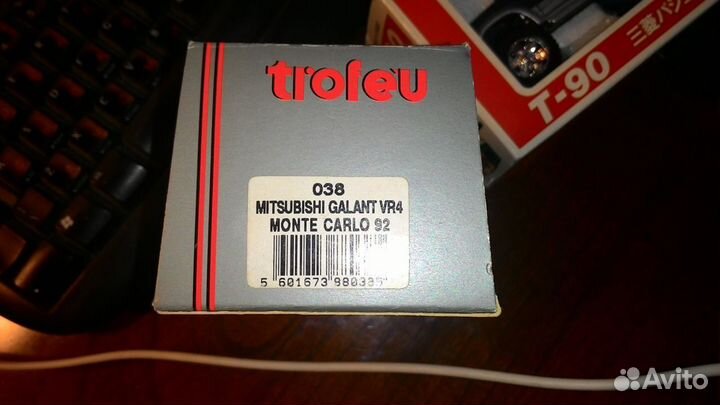 trofeu
038
MITSUBISHI GALANT VR4
MONTE CARLO 92
5 601673 980385
T-90
三菱パジェ
Avito